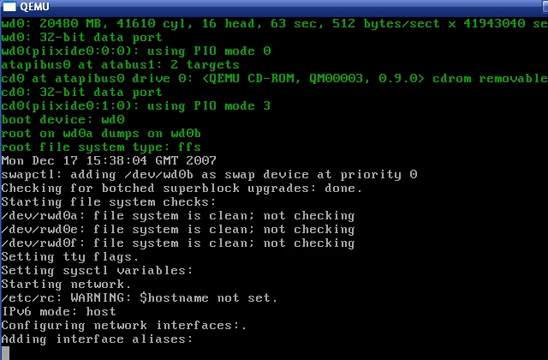 QEMU
wd0: 20480 MB, 41610 cyl, 16 head, 63 sec, 512 bytes/sect x 41943040 se
wd0: 32-bit data port
wd0(piixide0:0:0): using PIO mode 0
atapibus0 at atabus1: 2 targets
cd0 at atapibus0 drive 0: <QEMU CD-ROM, QM00003, 0.9.0> cdrom removable
cd0: 32-bit data port
cd0(piixide0:1:0): using PIO mode 3
boot device: wd0
root on wd0a dumps on wd0b
root file system type: ffs
Mon Dec 17 15:38:04 GMT 2007
swapctl: adding /dev/wd0b as swap device at priority 0
Checking for botched superblock upgrades: done.
Starting file system checks:
/dev/rwd0a: file system is clean; not checking
/dev/rwd0e: file system is clean; not checking
/dev/rwd0f: file system is clean; not checking
Setting tty flags.
Setting sysctl variables:
Starting network.
/etc/rc: WARNING: $hostname not set.
IPv6 mode: host
Configuring network interfaces:.
Adding interface aliases: